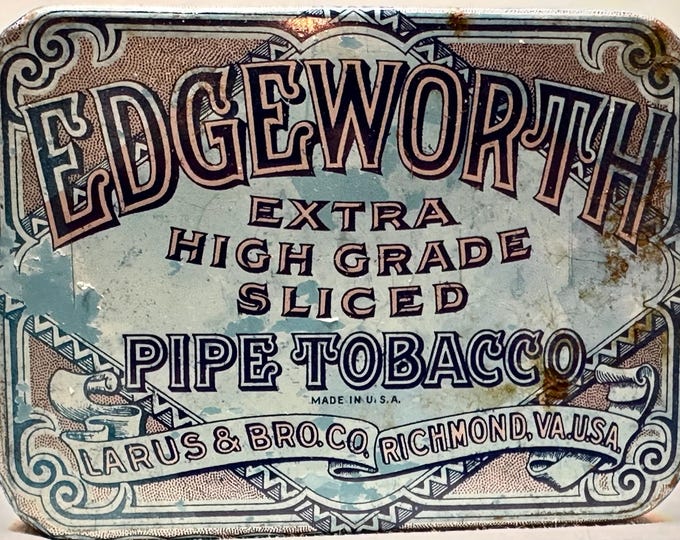 EDGEWORTH
EXTRA
HIGH GRADE
SLICED
PIPE TOBACCO
MADE IN U.S.A.
LARUS & BRO. CO. RICHMOND, VA. U.S.A.